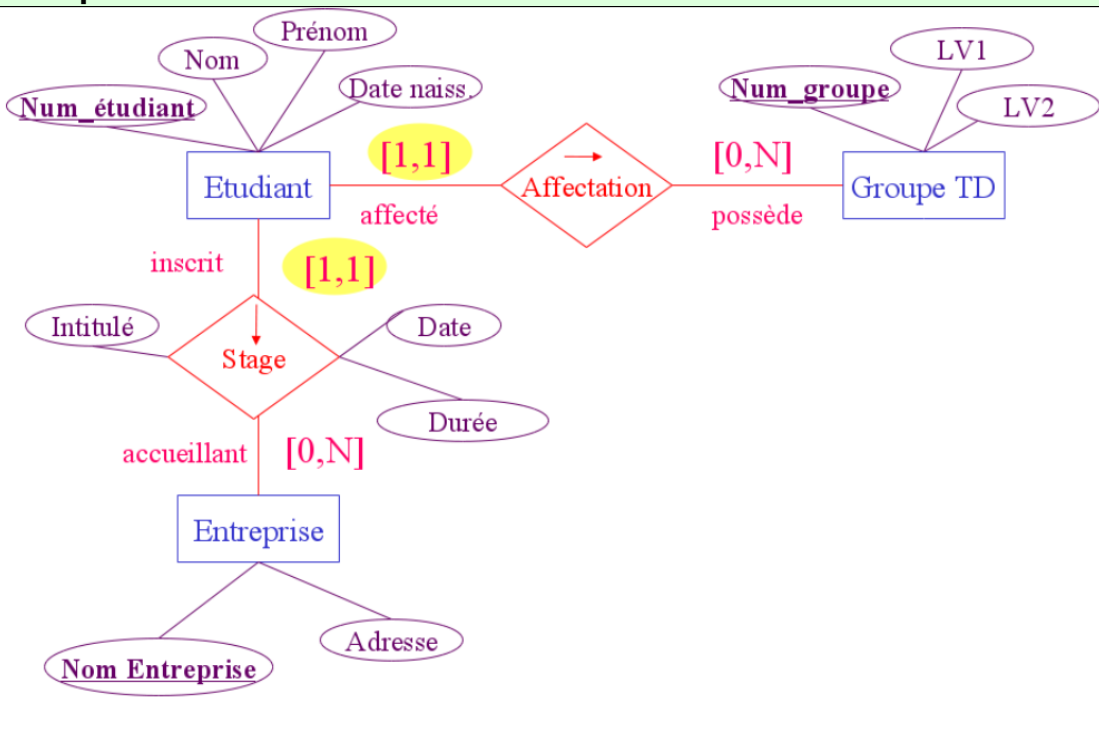 Prénom
Nom
LV1
Date naiss.
Num_groupe
Num_étudiant
LV2
[1,1]
[0,N]
Etudiant
Affectation
Groupe TD
affecté
possède
inscrit
[1,1]
Intitulé
Date
Stage
Durée
accueillant
[0,N]
Entreprise
Adresse
Nom Entreprise